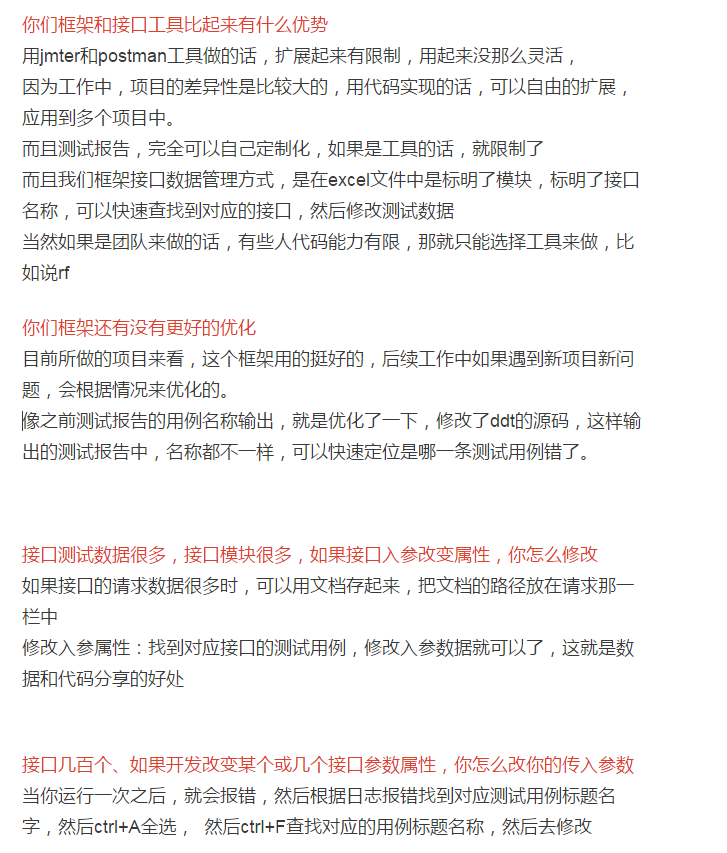 你们框架和接口工具比起来有什么优势
用jmter和postman工具做的话，扩展起来有限制，用起来没那么灵活，
因为工作中，项目的差异性是比较大的，用代码实现的话，可以自由的扩展，
应用到多个项目中。
而且测试报告，完全可以自己定制化，如果是工具的话，就限制了
而且我们框架接口数据管理方式，是在excel文件中是标明了模块，标明了接口
名称，可以快速查找到对应的接口，然后修改测试数据
当然如果是团队来做的话，有些人代码能力有限，那就只能选择工具来做，比
如说rf
你们框架还有没有更好的优化
目前所做的项目来看，这个框架用的挺好的，后续工作中如果遇到新项目新问
题，会根据情况来优化的。
像之前测试报告的用例名称输出，就是优化了一下，修改了ddt的源码，这样输
出的测试报告中，名称都不一样，可以快速定位是哪一条测试用例错了。
接口测试数据很多，接口模块很多，如果接口入参改变属性，你怎么修改
如果接口的请求数据很多时，可以用文档存起来，把文档的路径放在请求那一
栏中
修改入参属性：找到对应接口的测试用例，修改入参数据就可以了，这就是数
据和代码分享的好处
接口几百个、如果开发改变某个或几个接口参数属性，你怎么改你的传入参数
当你运行一次之后，就会报错，然后根据日志报错找到对应测试用例标题名
字，然后ctrl+A全选， 然后ctrl+F查找对应的用例标题名称，然后去修改